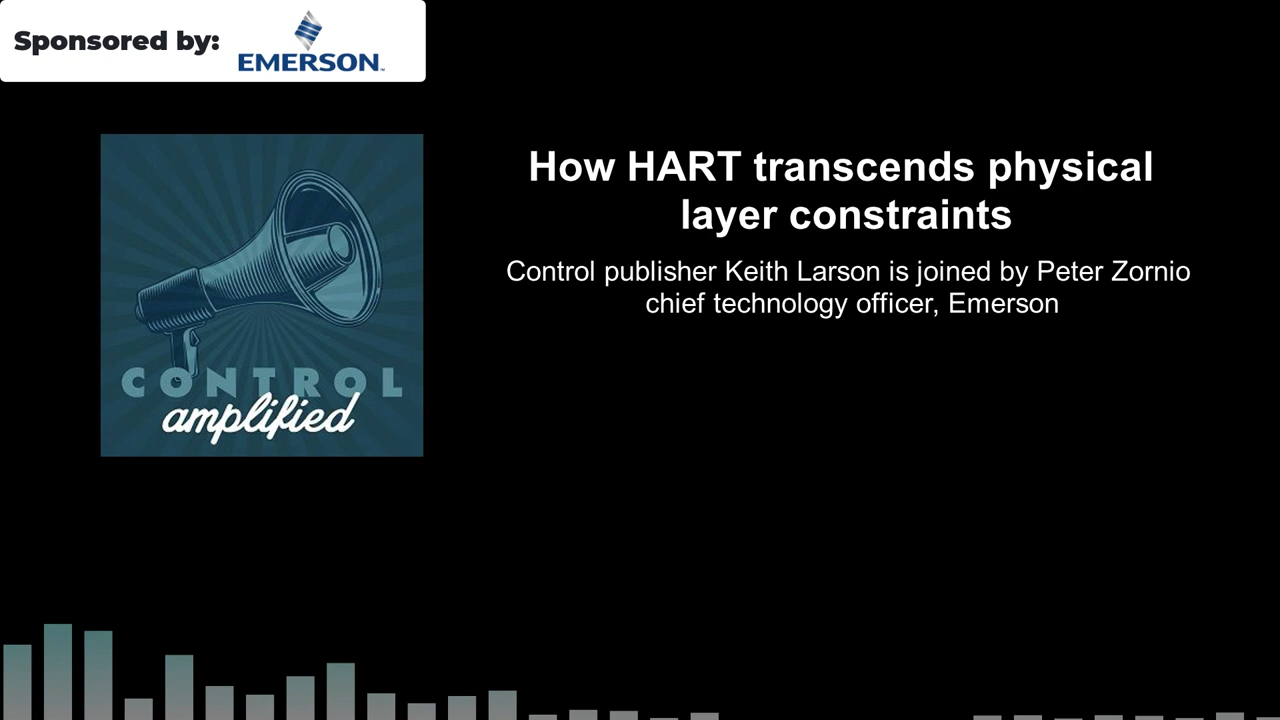 Sponsored by:
EMERSON™
How HART transcends physical
layer constraints
Control publisher Keith Larson is joined by Peter Zornio
chief technology officer, Emerson
CONTROL
amplified